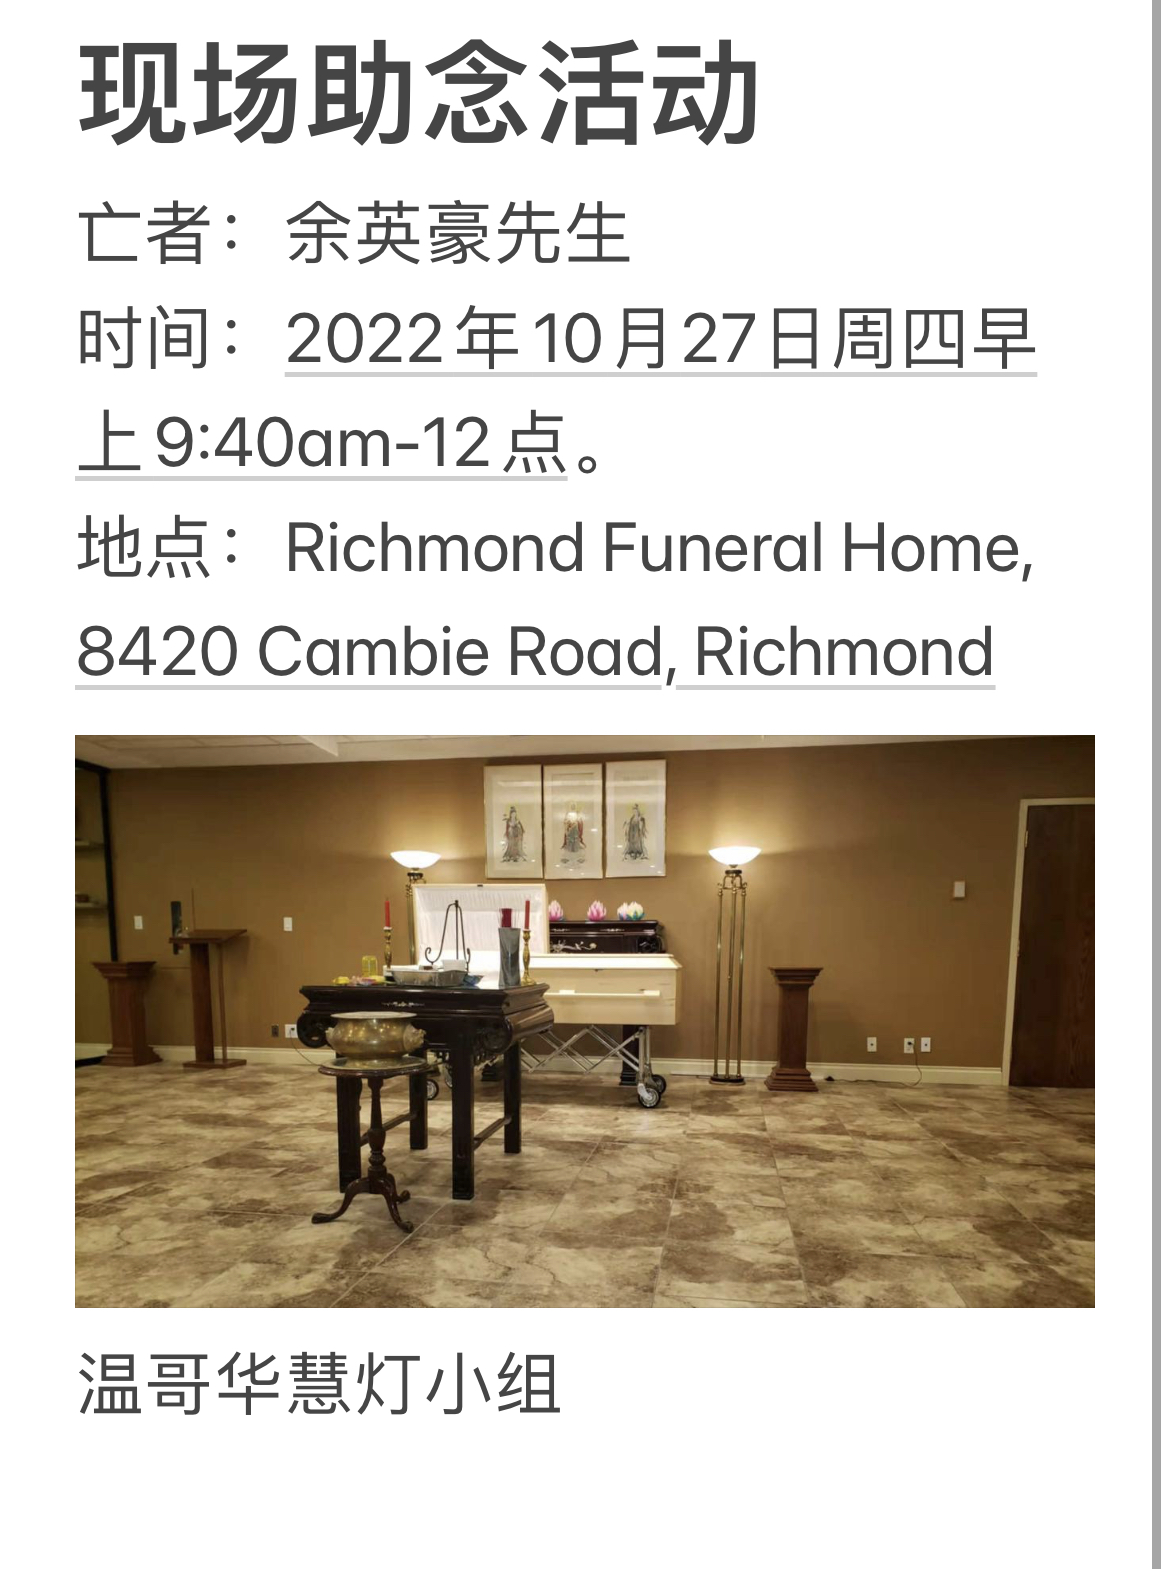 现场助念活动
亡者：余英豪先生
时间：2022年10月27日周四早
上9:40am-12点。
地点：Richmond Funeral Home,
8420 Cambie Road, Richmond
温哥华慧灯小组